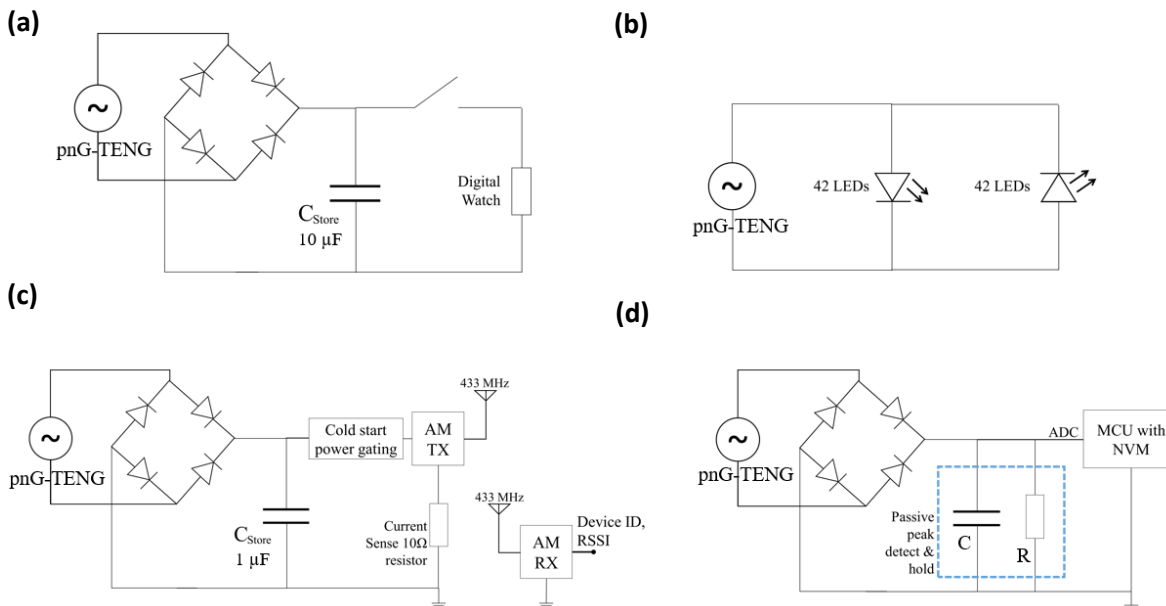 (a)
~
pnG-TENG
C_Store
10 µF
Digital
Watch
(b)
~
pnG-TENG
42 LEDs
42 LEDs
(c)
~
pnG-TENG
C_Store
1 µF
Cold start
power gating
AM
TX
433 MHz
Current
Sense 10Ω
resistor
433 MHz
AM
RX
Device ID,
RSSI
(d)
~
pnG-TENG
Passive
peak
detect &
hold
C
R
ADC
MCU with
NVM